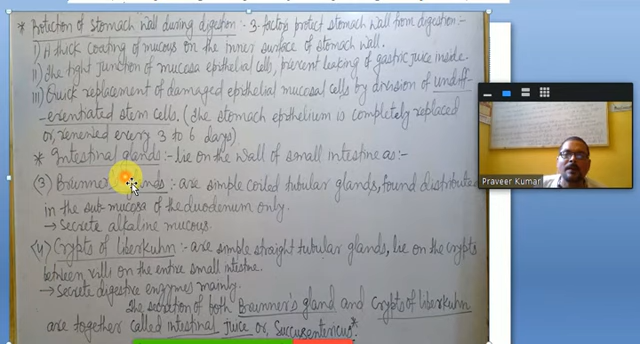 * Protection of stomach wall during digestion :- 3 factors protect stomach wall from digestion :-
i) A thick coating of mucous on the inner surface of stomach wall.
ii) The tight junction of mucosa epithelial cells, prevent leaking of gastric juice inside.
iii) Quick replacement of damaged epithelial mucosal cells by division of undiff-
-erentiated stem cells. (The stomach epithelium is completely replaced
or, renewed every 3 to 6 days)
* Intestinal glands :- lie on the wall of small intestine as :-
(3) Brunner's glands :- are simple coiled tubular glands, found distribute
in the sub-mucosa of the duodenum only.
→ Secrete alkaline mucous.
(4) Crypts of liberkuhn :- are simple straight tubular glands, lie on the crypts
between villi on the entire small intestine.
→ Secrete digestive enzymes mainly.
The secretion of both Brunner's gland and Crypts of liberkuhn
are together called intestinal juice or, Succusentericus.
Praveer Kumar